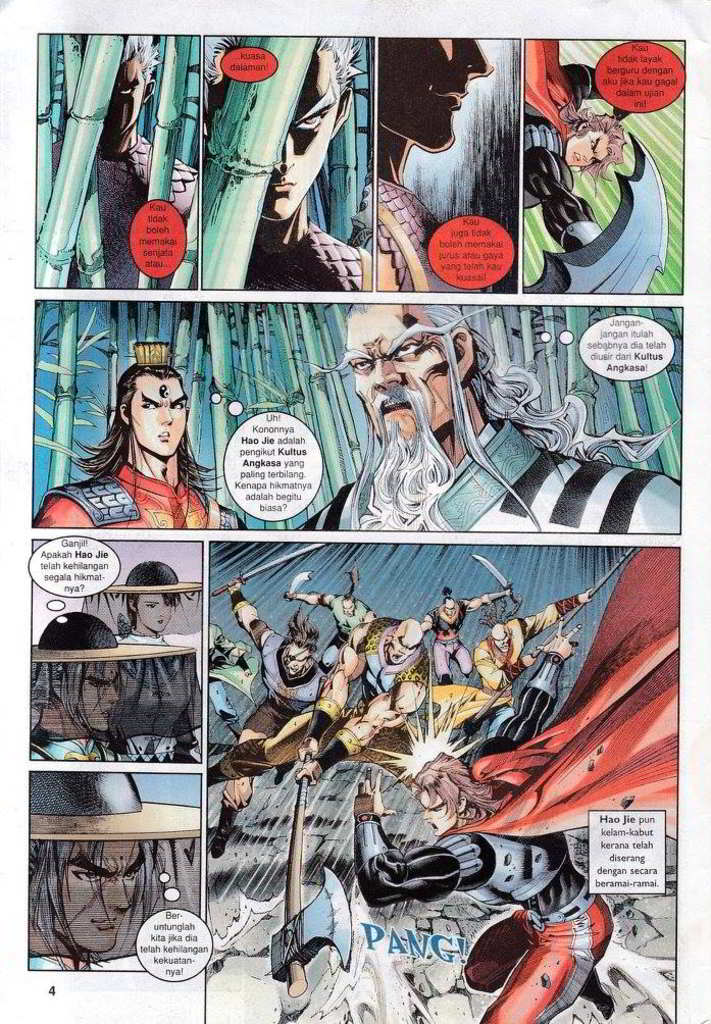 Kau
tidak
boleh
memakai
senjata
atau...
...kuasa
dalaman!
Kau
juga tidak
boleh memakai
jurus atau gaya
yang telah kau
kuasai!
Kau
tidak layak
berguru dengan
aku jika kau gagal
dalam ujian
ini!
Uh!
Kononnya
Hao Jie adalah
pengikut Kultus
Angkasa yang
paling terbilang.
Kenapa hikmatnya
adalah begitu
biasa?
Jangan-
jangan itulah
sebabnya dia telah
diusir dari Kultus
Angkasa!
Ganjil!
Apakah Hao Jie
telah kehilangan
segala hikmat-
nya?
Ber-
untunglah
kita jika dia
telah kehilangan
kekuatan-
nya!
Hao Jie pun
kelam-kabut
kerana telah
diserang
dengan secara
beramai-ramai.
PANG!
4